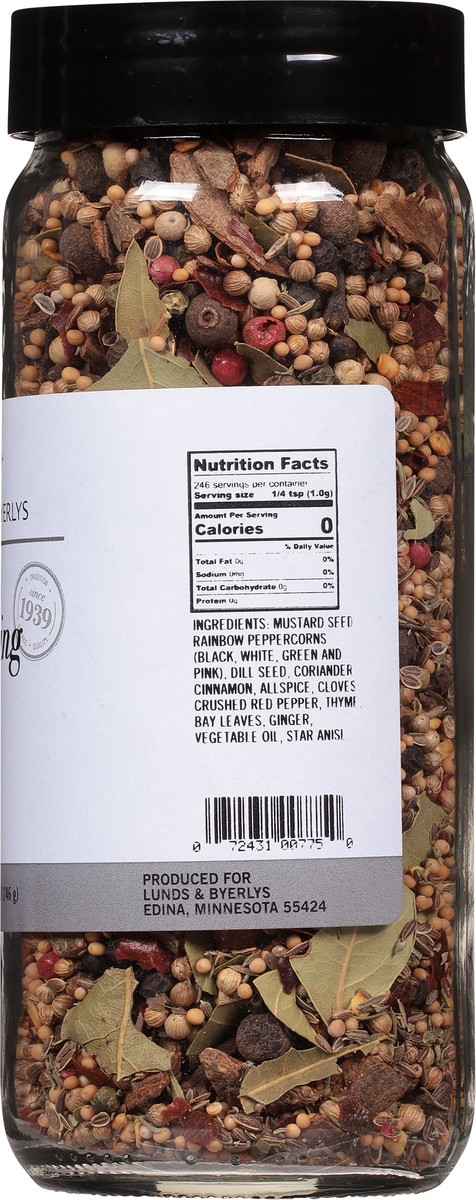 ERLYS
TRADITION
since
1939
QUALITY
ng
Nutrition Facts
246 servings per container
Serving size 1/4 tsp (1.0g)
Amount Per Serving
Calories 0
% Daily Value
Total Fat 0g 0%
Sodium 0mg 0%
Total Carbohydrate 0g 0%
Protein 0g
INGREDIENTS: MUSTARD SEED
RAINBOW PEPPERCORNS
(BLACK, WHITE, GREEN AND
PINK), DILL SEED, CORIANDER
CINNAMON, ALLSPICE, CLOVES
CRUSHED RED PEPPER, THYME
BAY LEAVES, GINGER,
VEGETABLE OIL, STAR ANISE
0 72431 00775 0
PRODUCED FOR
LUNDS & BYERLYS
EDINA, MINNESOTA 55424